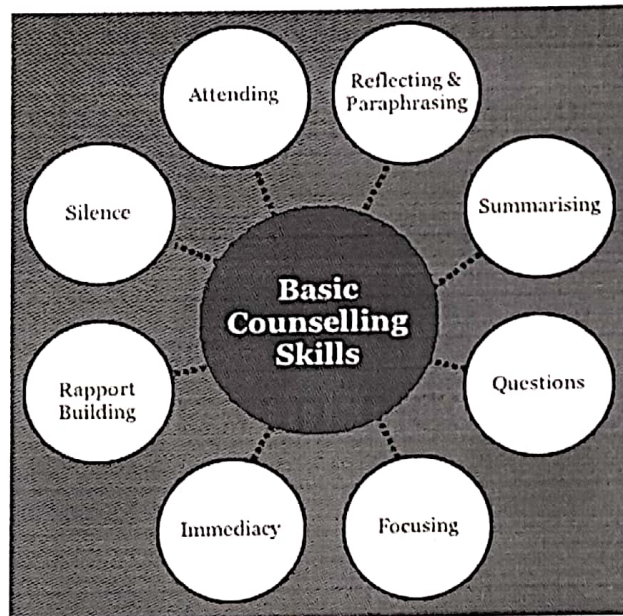 Attending
Reflecting &
Paraphrasing
Silence
Summarising
Basic
Counselling
Skills
Rapport
Building
Questions
Immediacy
Focusing